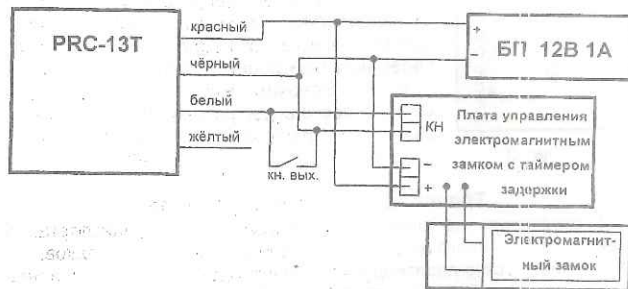 PRC-13T
красный
чёрный
белый
жёлтый
кн. вых.
+
−
БП 12В 1А
КН
−
+
Плата управления
электромагнитным
замком с таймером
задержки
Электромагнит-
ный замок